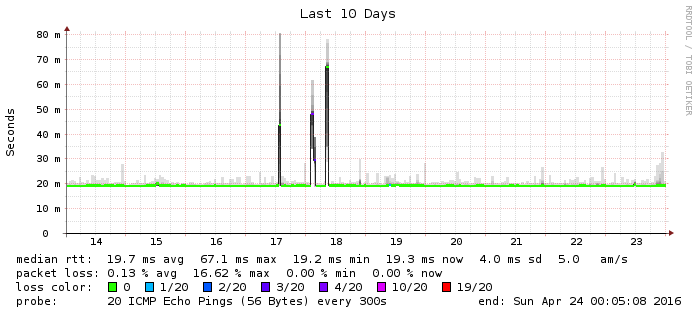 Last 10 Days
RRDTOOL / TOBI OETIKER
Seconds
80 m
70 m
60 m
50 m
40 m
30 m
20 m
10 m
0
14 15 16 17 18 19 20 21 22 23
median rtt: 19.7 ms avg 67.1 ms max 19.2 ms min 19.3 ms now 4.0 ms sd 5.0 am/s
packet loss: 0.13 % avg 16.62 % max 0.00 % min 0.00 % now
loss color: 0 1/20 2/20 3/20 4/20 10/20 19/20
probe: 20 ICMP Echo Pings (56 Bytes) every 300s end: Sun Apr 24 00:05:08 2016